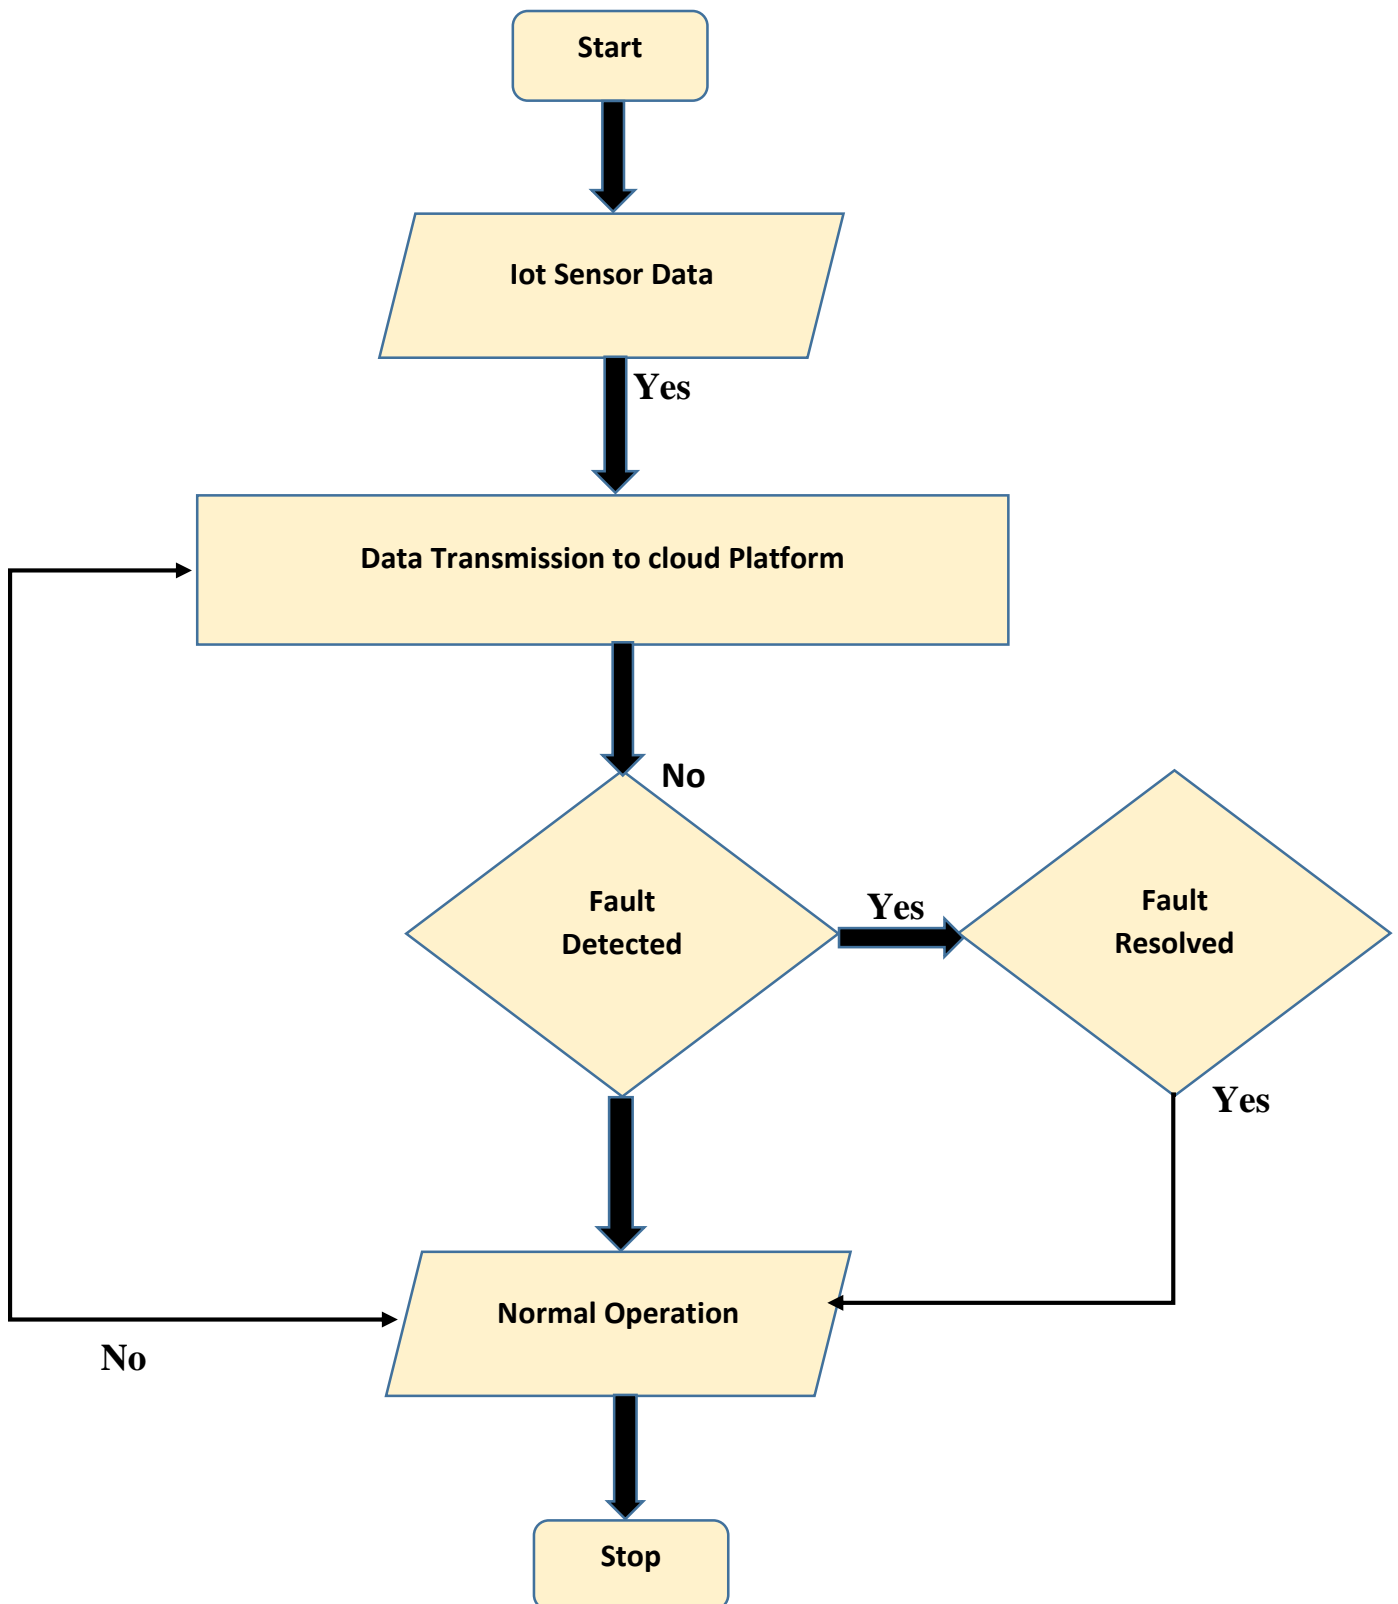 Start
Iot Sensor Data
Yes
Data Transmission to cloud Platform
No
Fault
Detected
Yes
Fault
Resolved
Yes
Normal Operation
No
Stop